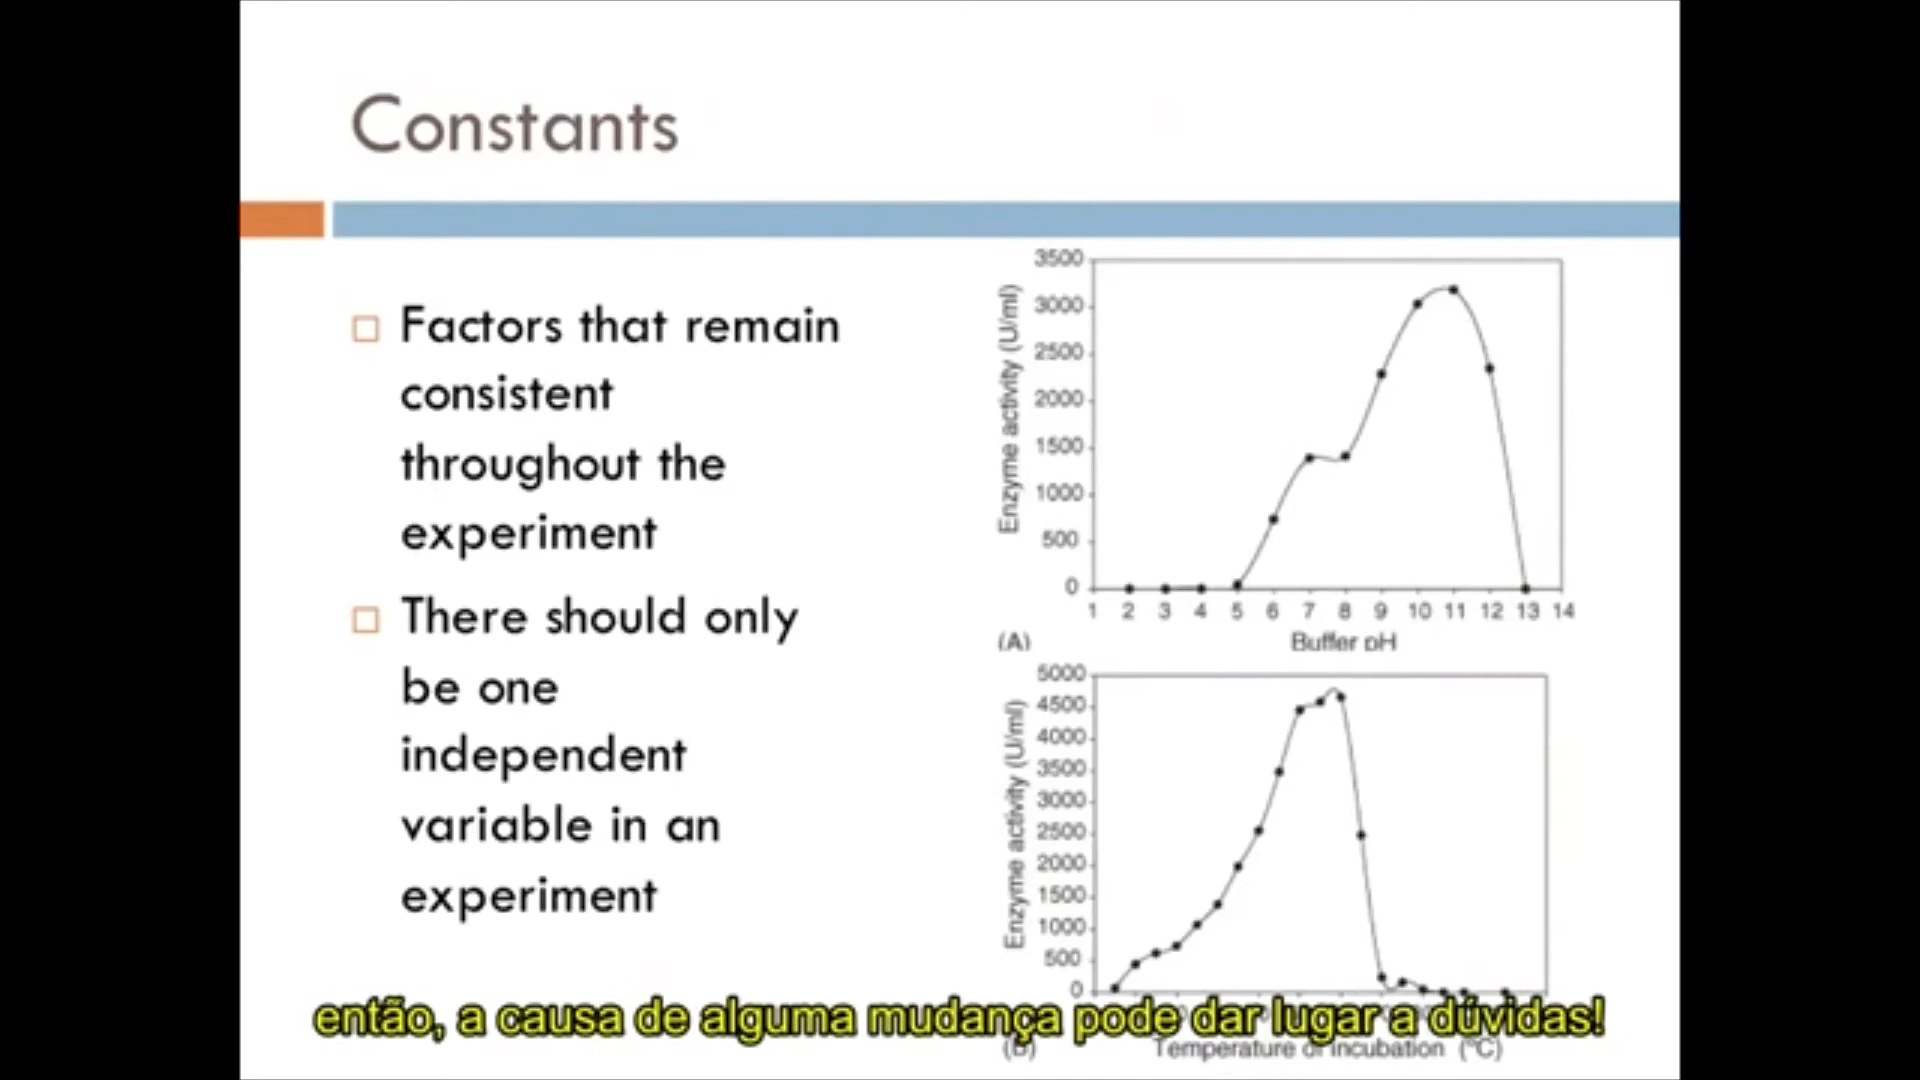 Constants
Factors that remain
consistent
throughout the
experiment
There should only
be one
independent
variable in an
experiment
3500
3000
2500
2000
1500
1000
500
0
Enzyme activity (U/ml)
1 2 3 4 5 6 7 8 9 10 11 12 13 14
(A)
Buffer pH
5000
4500
4000
3500
3000
2500
2000
1500
1000
500
0
Enzyme activity (U/ml)
então, a causa de alguma mudança pode dar lugar a dúvidas!
(B)
Temperature of Incubation (°C)